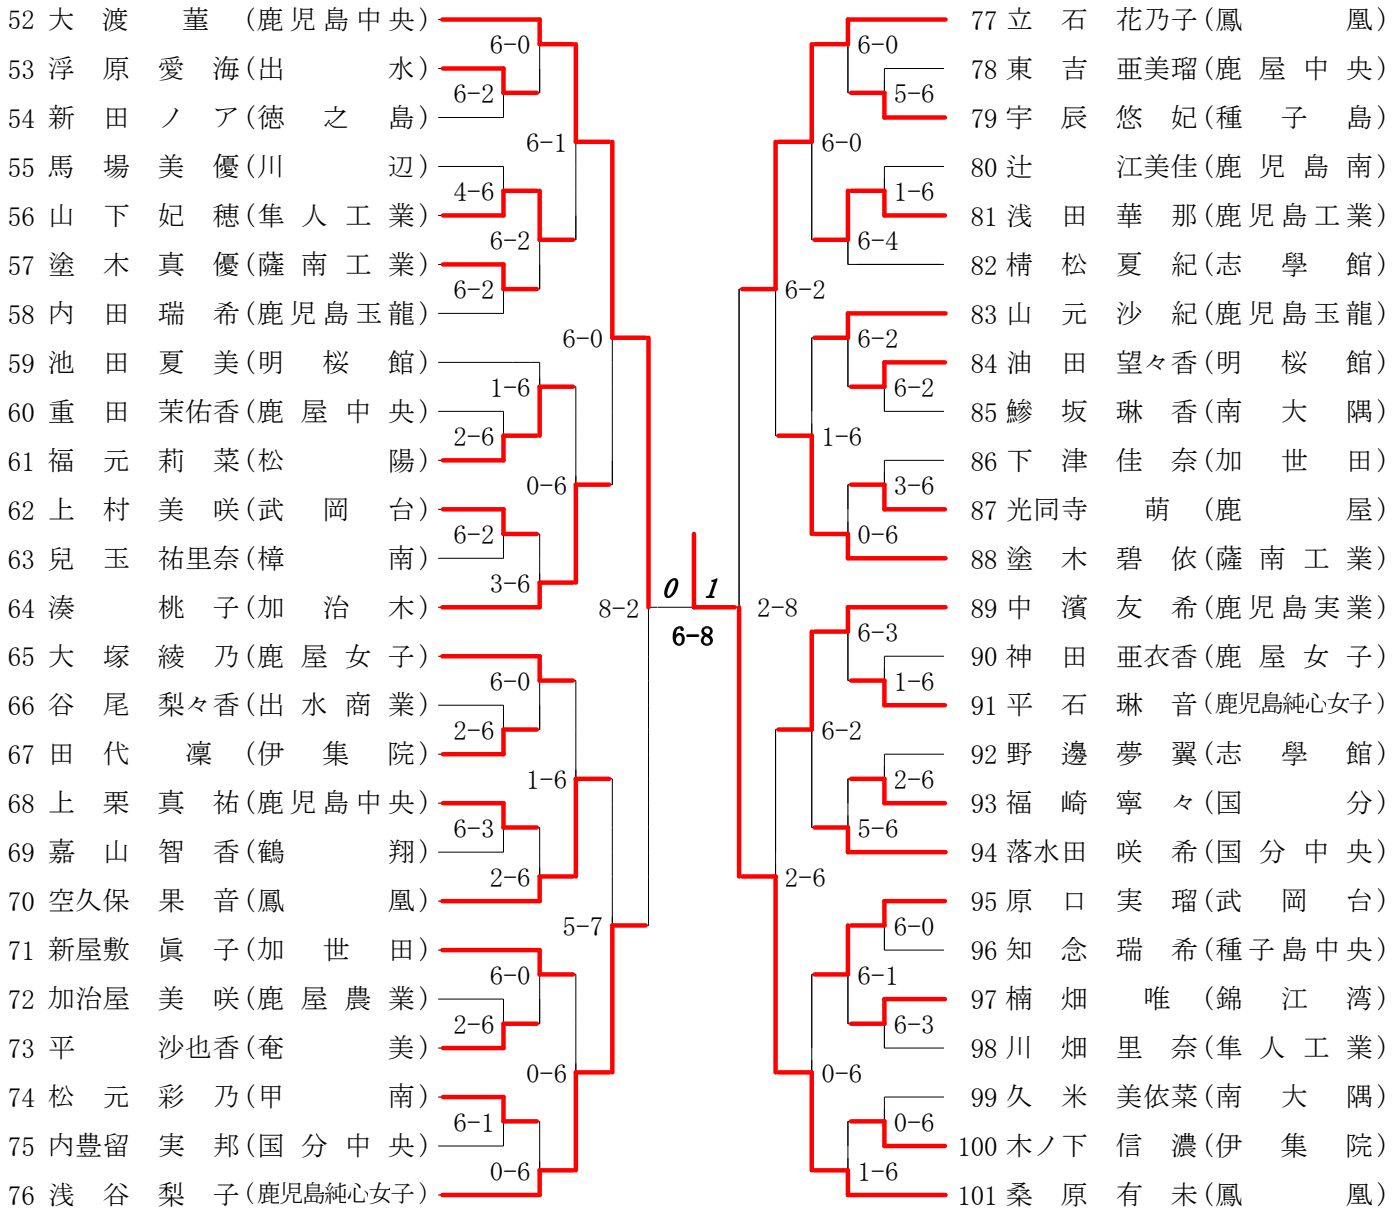 52 大渡 菫 (鹿児島中央)
6-0
53 浮原愛海 (出水)
6-2
54 新田ノア (徳之島)
6-1
55 馬場美優 (川辺)
4-6
56 山下妃穂 (隼人工業)
6-2
57 塗木真優 (薩南工業)
6-2
58 内田瑞希 (鹿児島玉龍)
6-0
59 池田夏美 (明桜館)
1-6
60 重田茉佑香 (鹿屋中央)
2-6
61 福元莉菜 (松陽)
0-6
62 上村美咲 (武岡台)
6-2
63 兒玉祐里奈 (樟南)
3-6
64 湊桃子 (加治木)
8-2
65 大塚綾乃 (鹿屋女子)
6-0
66 谷尾梨々香 (出水商業)
2-6
67 田代凜 (伊集院)
1-6
68 上栗真祐 (鹿児島中央)
6-3
69 嘉山智香 (鶴翔)
2-6
70 空久保果音 (鳳凰)
5-7
71 新屋敷眞子 (加世田)
6-0
72 加治屋美咲 (鹿屋農業)
2-6
73 平沙也香 (奄美)
0-6
74 松元彩乃 (甲南)
6-1
75 内豊留実邦 (国分中央)
0-6
76 浅谷梨子 (鹿児島純心女子)
0 1
6-8
77 立石花乃子 (鳳凰)
6-0
78 東吉亜美瑠 (鹿屋中央)
5-6
79 宇辰悠妃 (種子島)
6-0
80 辻江美佳 (鹿児島南)
1-6
81 浅田華那 (鹿児島工業)
6-4
82 棈松夏紀 (志學館)
6-2
83 山元沙紀 (鹿児島玉龍)
6-2
84 油田望々香 (明桜館)
6-2
85 鰺坂琳香 (南大隅)
1-6
86 下津佳奈 (加世田)
3-6
87 光同寺萌 (鹿屋)
0-6
88 塗木碧依 (薩南工業)
2-8
89 中濱友希 (鹿児島実業)
6-3
90 神田亜衣香 (鹿屋女子)
1-6
91 平石琳音 (鹿児島純心女子)
6-2
92 野邊夢翼 (志學館)
2-6
93 福崎寧々 (国分)
5-6
94 落水田咲希 (国分中央)
2-6
95 原口実瑠 (武岡台)
6-0
96 知念瑞希 (種子島中央)
6-1
97 楠畑唯 (錦江湾)
6-3
98 川畑里奈 (隼人工業)
0-6
99 久米美依菜 (南大隅)
0-6
100 木ノ下信濃 (伊集院)
1-6
101 桑原有未 (鳳凰)